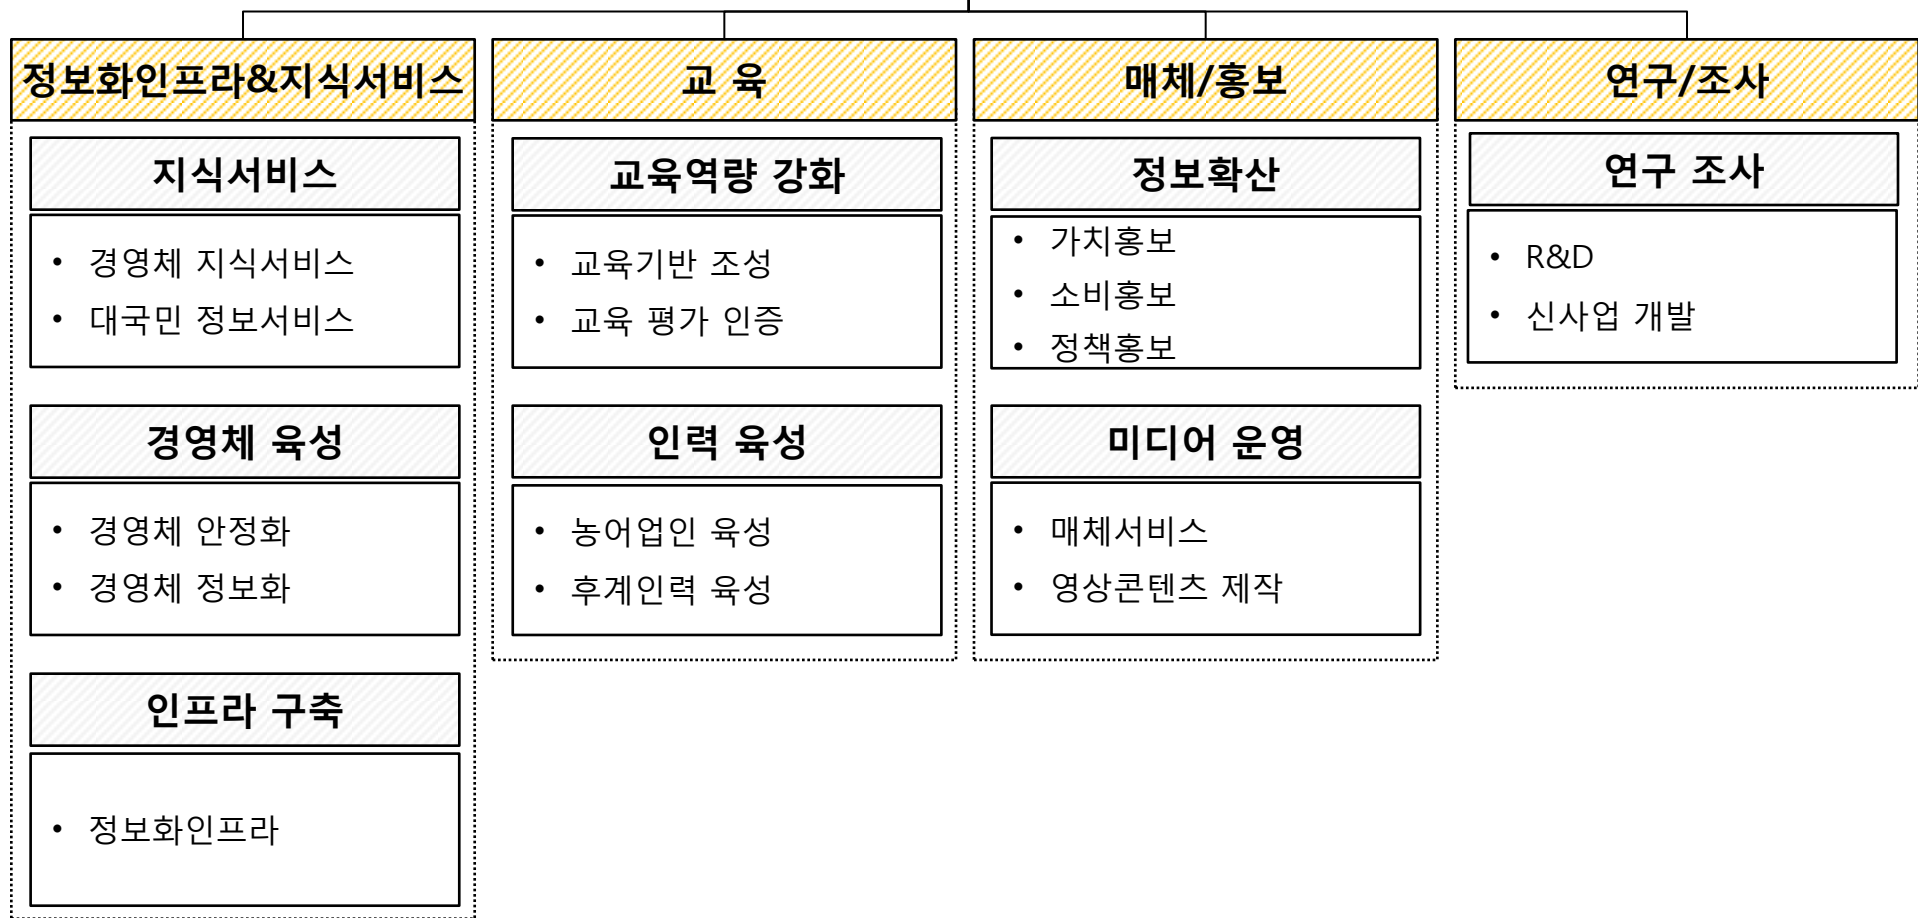 정보화인프라&지식서비스
지식서비스
• 경영체 지식서비스
• 대국민 정보서비스
경영체 육성
• 경영체 안정화
• 경영체 정보화
인프라 구축
• 정보화인프라
교 육
교육역량 강화
• 교육기반 조성
• 교육 평가 인증
인력 육성
• 농어업인 육성
• 후계인력 육성
매체/홍보
정보확산
• 가치홍보
• 소비홍보
• 정책홍보
미디어 운영
• 매체서비스
• 영상콘텐츠 제작
연구/조사
연구 조사
• R&D
• 신사업 개발